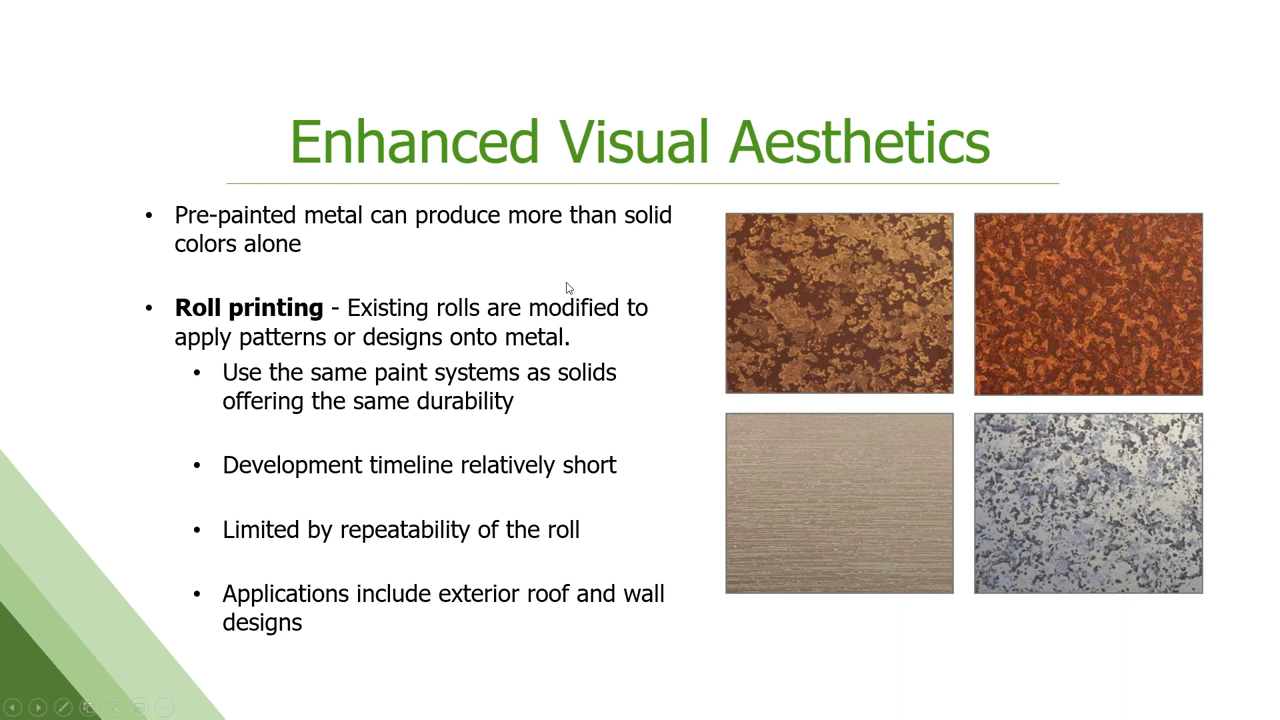 Enhanced Visual Aesthetics
• Pre-painted metal can produce more than solid
colors alone
• Roll printing - Existing rolls are modified to
apply patterns or designs onto metal.
• Use the same paint systems as solids
offering the same durability
• Development timeline relatively short
• Limited by repeatability of the roll
• Applications include exterior roof and wall
designs